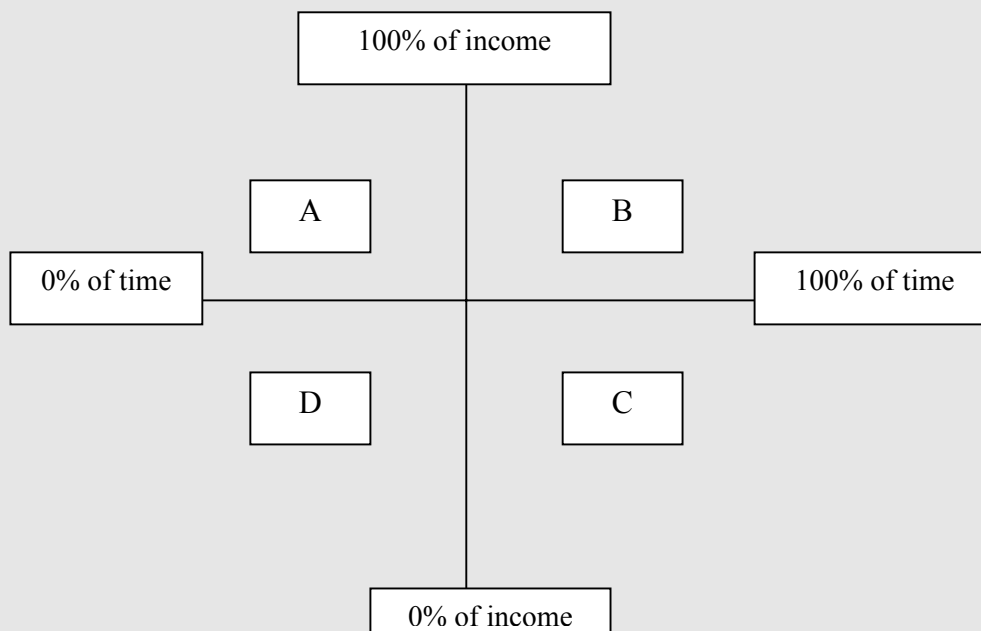 100% of income
A
B
0% of time
100% of time
D
C
0% of income